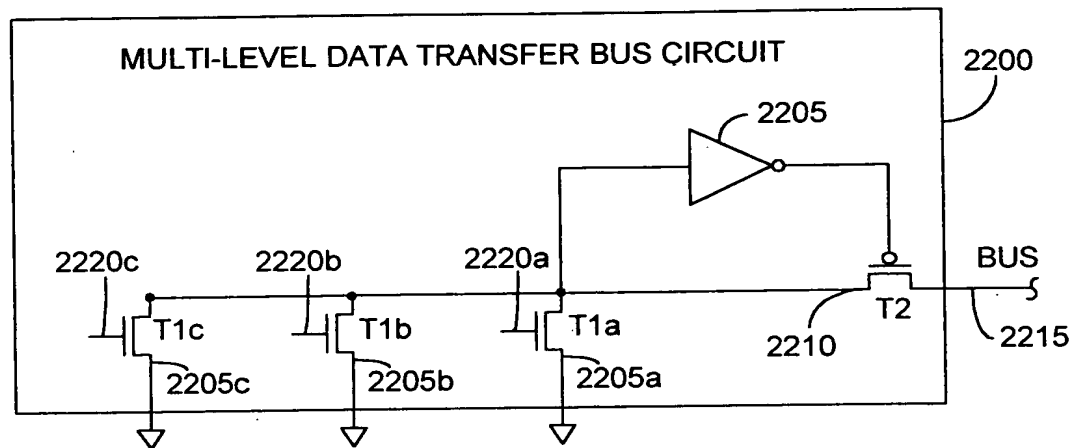 MULTI-LEVEL DATA TRANSFER BUS CIRCUIT
2200
2205
2220c
2220b
2220a
BUS
T1c
T1b
T1a
T2
2210
2215
2205c
2205b
2205a